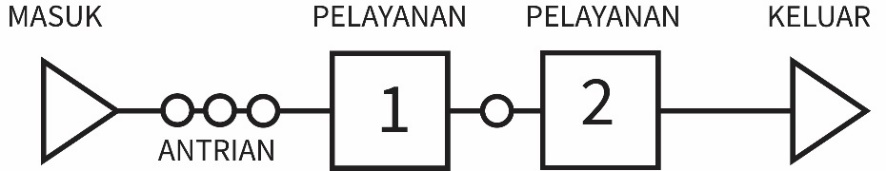 MASUK
PELAYANAN
PELAYANAN
KELUAR
1
2
ANTRIAN